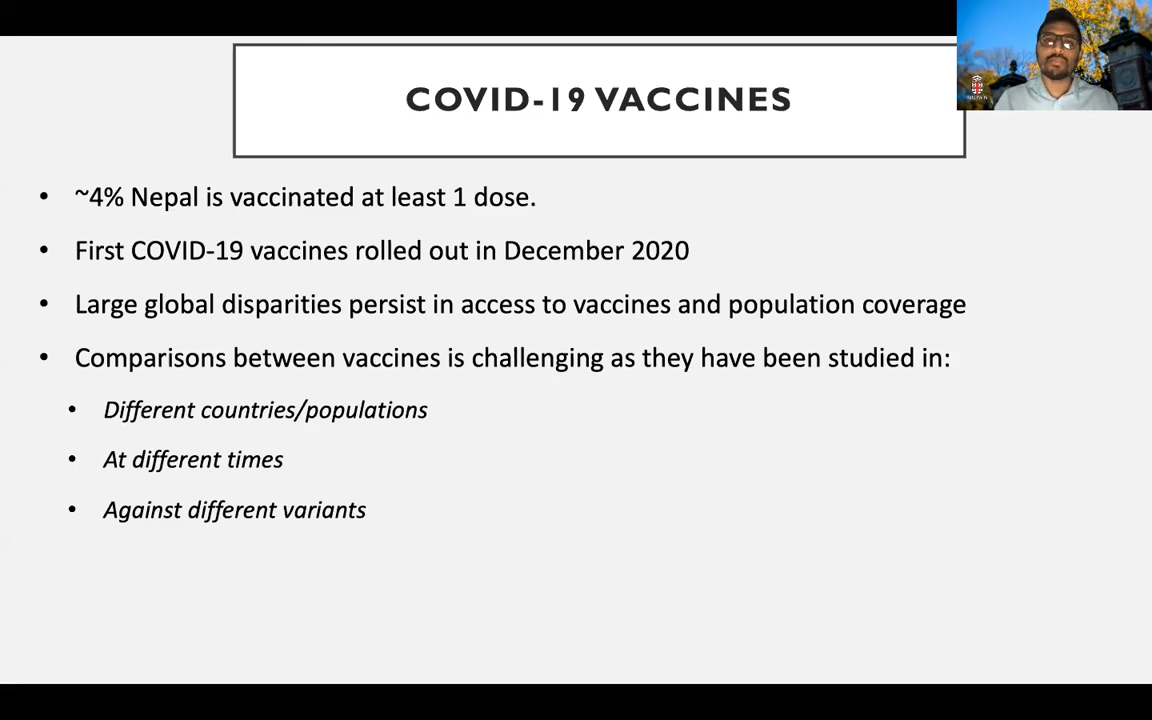 COVID-19 VACCINES
~4% Nepal is vaccinated at least 1 dose.
First COVID-19 vaccines rolled out in December 2020
Large global disparities persist in access to vaccines and population coverage
Comparisons between vaccines is challenging as they have been studied in:
Different countries/populations
At different times
Against different variants